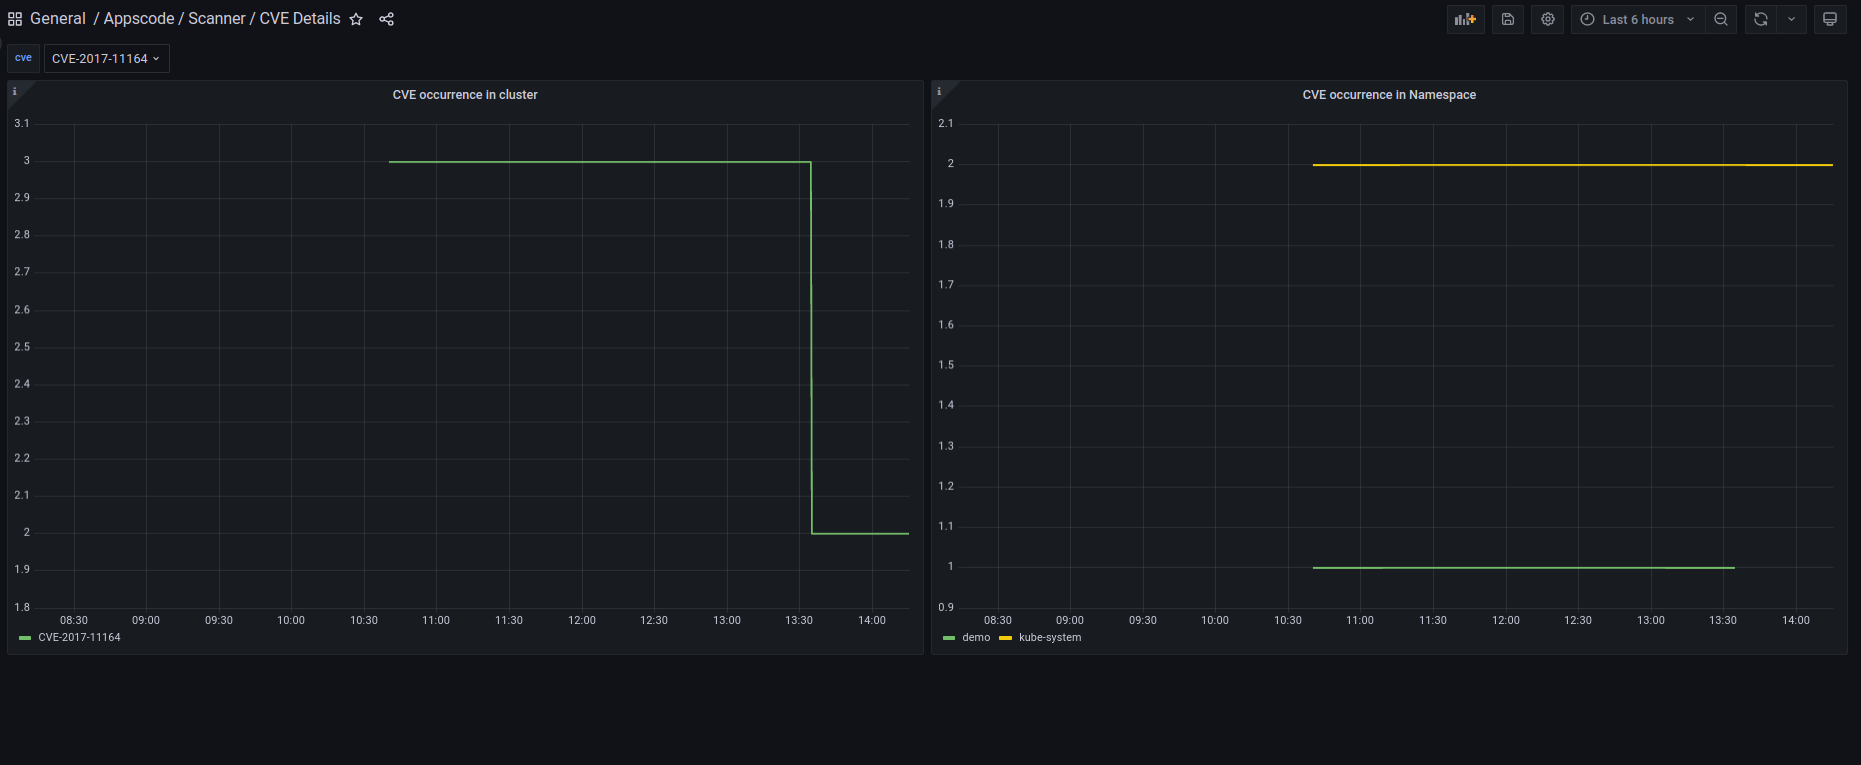 General / Appscode / Scanner / CVE Details
Last 6 hours
cve CVE-2017-11164
i
CVE occurrence in cluster
3.1
3
2.9
2.8
2.7
2.6
2.5
2.4
2.3
2.2
2.1
2
1.9
1.8
08:30 09:00 09:30 10:00 10:30 11:00 11:30 12:00 12:30 13:00 13:30 14:00
CVE-2017-11164
i
CVE occurrence in Namespace
2.1
2
1.9
1.8
1.7
1.6
1.5
1.4
1.3
1.2
1.1
1
0.9
08:30 09:00 09:30 10:00 10:30 11:00 11:30 12:00 12:30 13:00 13:30 14:00
demo kube-system